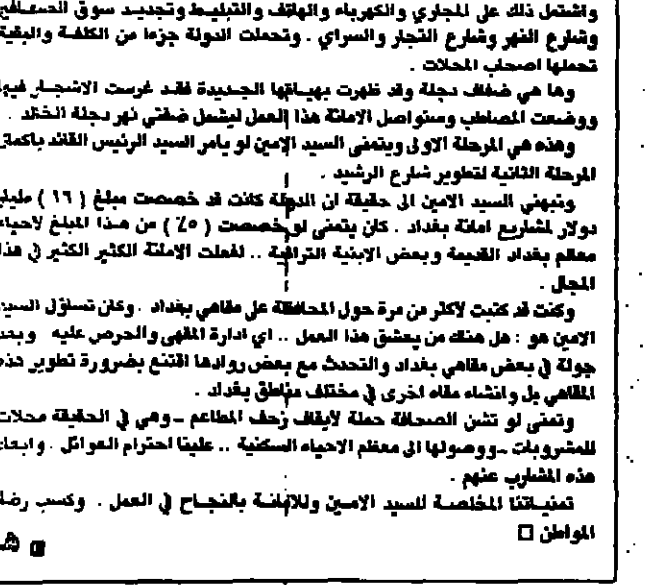 واشتمل ذلك على المجاري والكهرباء والهاتف والتبليط وتجديد سوق الصفافير
وشارع النهر وشارع التجار والسراي . وتحملت الدولة جزءا من الكلفة والبقية
تحملها اصحاب المحلات .
وها هي ضفاف دجلة وقد ظهرت بهيأتها الجديدة فقد غرست الاشجار فيها
ووضعت المصاطب وستواصل الامانة هذا العمل ليشمل ضفتي نهر دجلة الخالد .
وهذه هي المرحلة الاولى ويتمنى السيد الامين لو يامر السيد الرئيس القائد باكمال
المرحلة الثانية لتطوير شارع الرشيد .
ونبهني السيد الامين الى حقيقة ان الدولة كانت قد خصصت مبلغ ( ١٦ ) مليار
دولار لمشاريع امانة بغداد . كان يتمنى لو خصصت ( ٥٪ ) من هذا المبلغ لاحياء
معالم بغداد القديمة وبعض الابنية التراثية .. لفعلت الامانة الكثير الكثير في هذا
المجال .
وكنت قد كتبت لاكثر من مرة حول المحافظة على مقاهي بغداد . وكان تساؤل السيد
الامين هو : هل هناك من يعشق هذا العمل .. اي ادارة المقهى والحرص عليه وبعد
جولة في بعض مقاهي بغداد والتحدث مع بعض روادها اقتنع بضرورة تطوير هذه
المقاهي بل وانشاء مقاه اخرى في مختلف مناطق بغداد .
وتمنى لو تشن الصحافة حملة لايقاف زحف المطاعم - وهي في الحقيقة محلات
للمشروبات - ووصولها الى معظم الاحياء السكنية .. علينا احترام العوائل . وابعاد
هذه المشارب عنهم .
تمنياتنا المخلصة للسيد الامين وللامانة بالنجاح في العمل . وكسب رضا
المواطن □